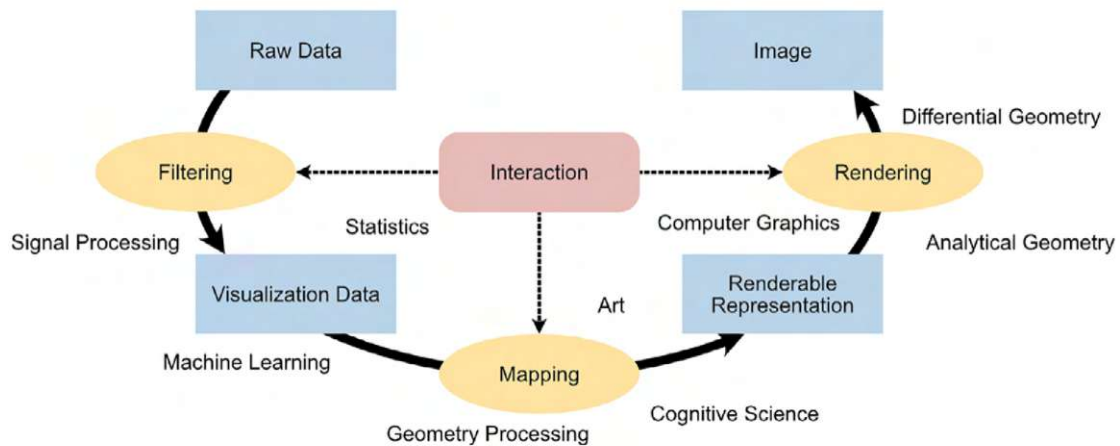 Raw Data
Image
Differential Geometry
Filtering
Interaction
Rendering
Signal Processing
Statistics
Computer Graphics
Analytical Geometry
Visualization Data
Renderable
Representation
Art
Machine Learning
Mapping
Cognitive Science
Geometry Processing